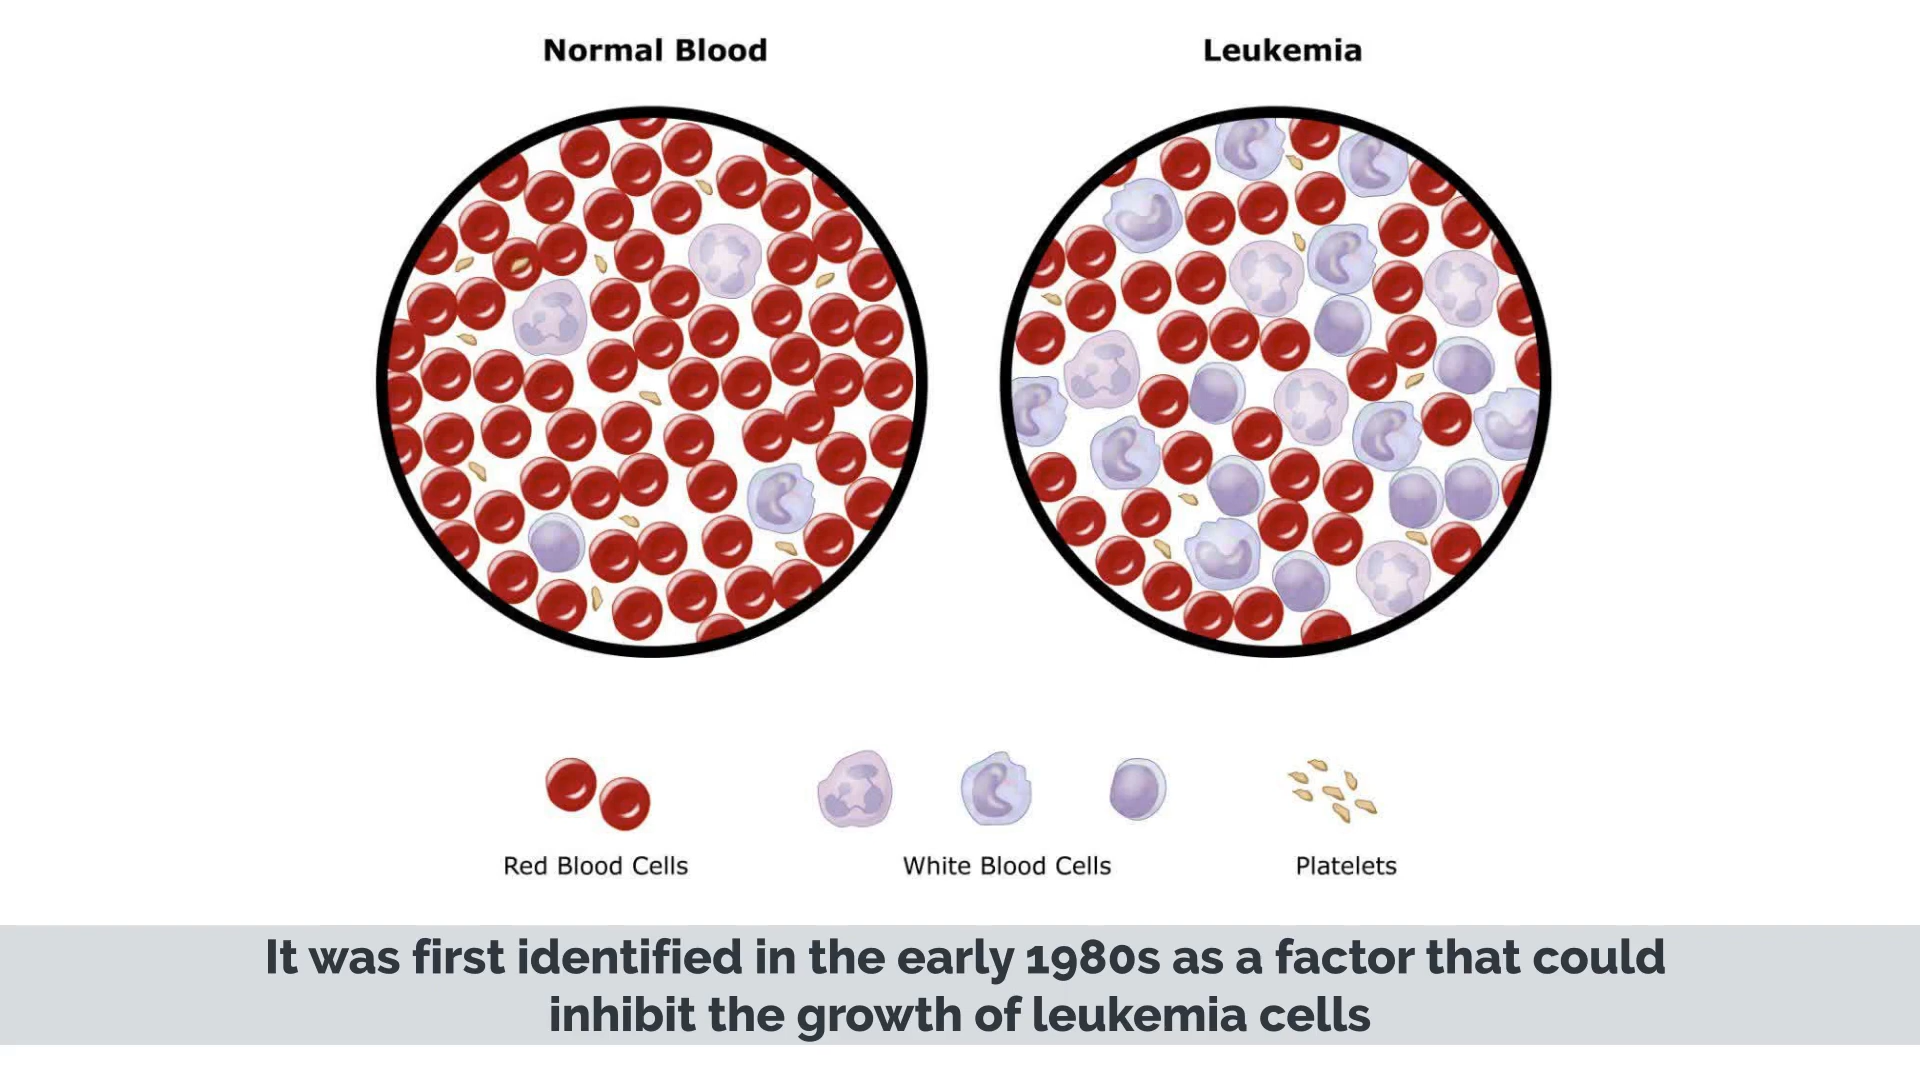 Normal Blood
Leukemia
Red Blood Cells
White Blood Cells
Platelets
It was first identified in the early 1980s as a factor that could
inhibit the growth of leukemia cells